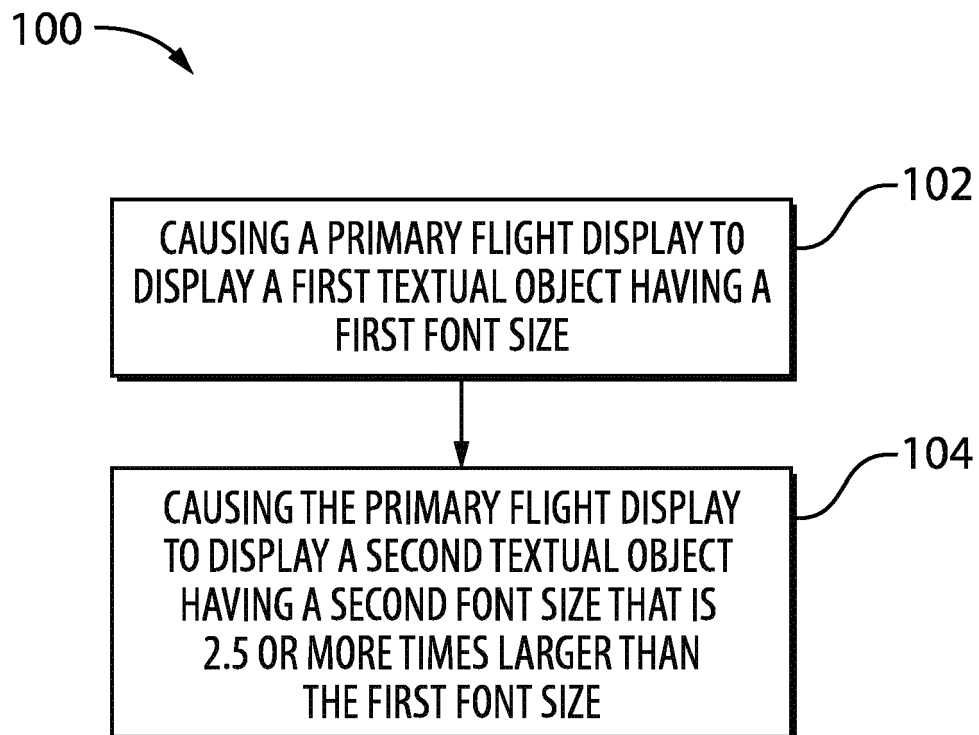 100
102
CAUSING A PRIMARY FLIGHT DISPLAY TO
DISPLAY A FIRST TEXTUAL OBJECT HAVING A
FIRST FONT SIZE
104
CAUSING THE PRIMARY FLIGHT DISPLAY
TO DISPLAY A SECOND TEXTUAL OBJECT
HAVING A SECOND FONT SIZE THAT IS
2.5 OR MORE TIMES LARGER THAN
THE FIRST FONT SIZE